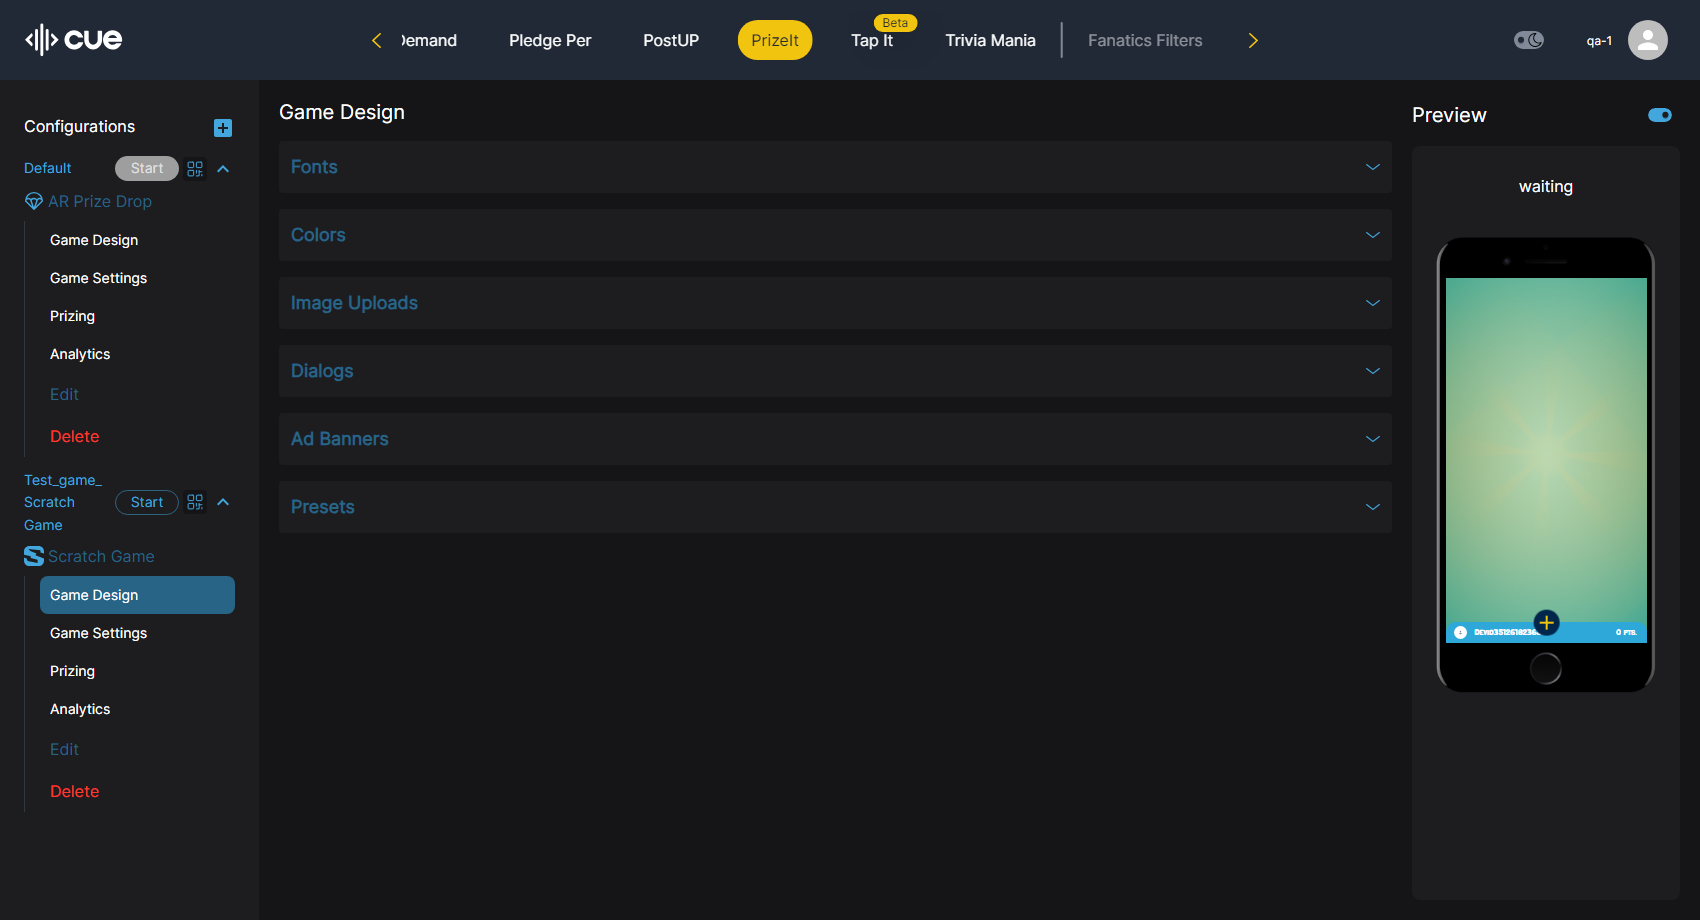 cue
Demand
Pledge Per
PostUP
PrizeIt
Beta
Tap It
Trivia Mania
Fanatics Filters
qa-1
Configurations
Default
Start
AR Prize Drop
Game Design
Game Settings
Prizing
Analytics
Edit
Delete
Test_game_
Scratch
Game
Start
Scratch Game
Game Design
Game Settings
Prizing
Analytics
Edit
Delete
Game Design
Fonts
Colors
Image Uploads
Dialogs
Ad Banners
Presets
Preview
waiting
0 PTS.